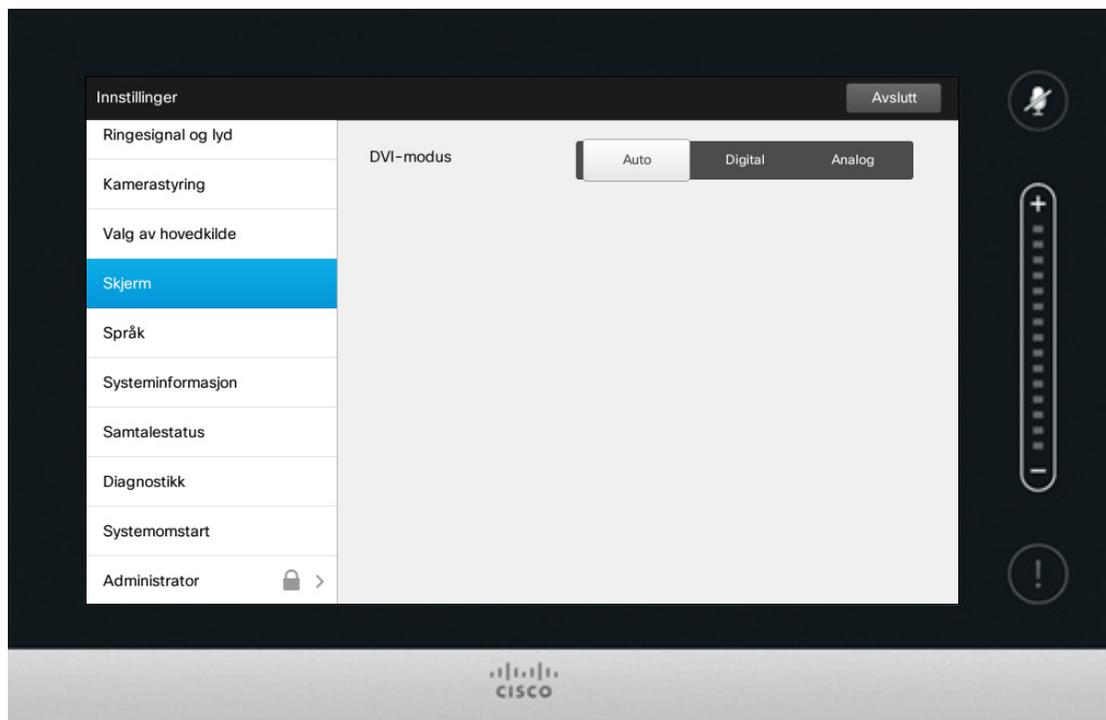 Innstillinger
Avslutt
Ringesignal og lyd
Kamerastyring
Valg av hovedkilde
Skjerm
Språk
Systeminformasjon
Samtalestatus
Diagnostikk
Systemomstart
Administrator
DVI-modus
Auto
Digital
Analog
+
−
!
CISCO